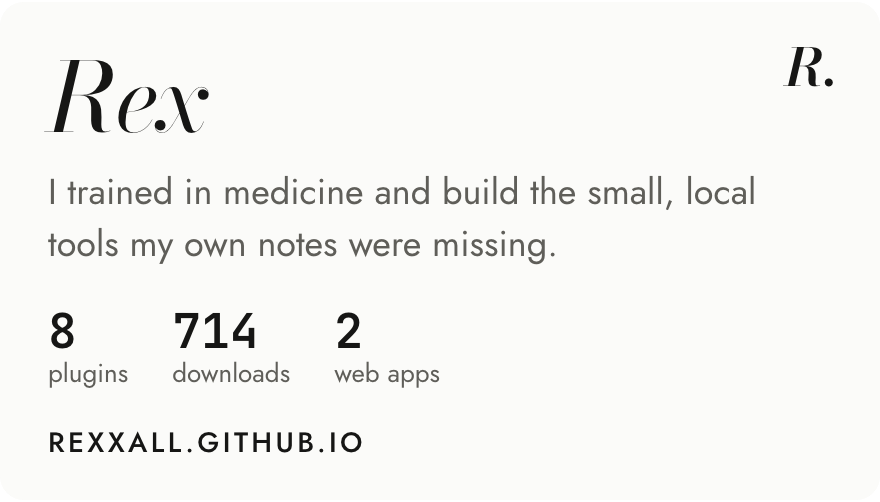 Rex
R.
I trained in medicine and build the small, local
tools my own notes were missing.
8 714 2
plugins downloads web apps
REXXALL.GITHUB.IO